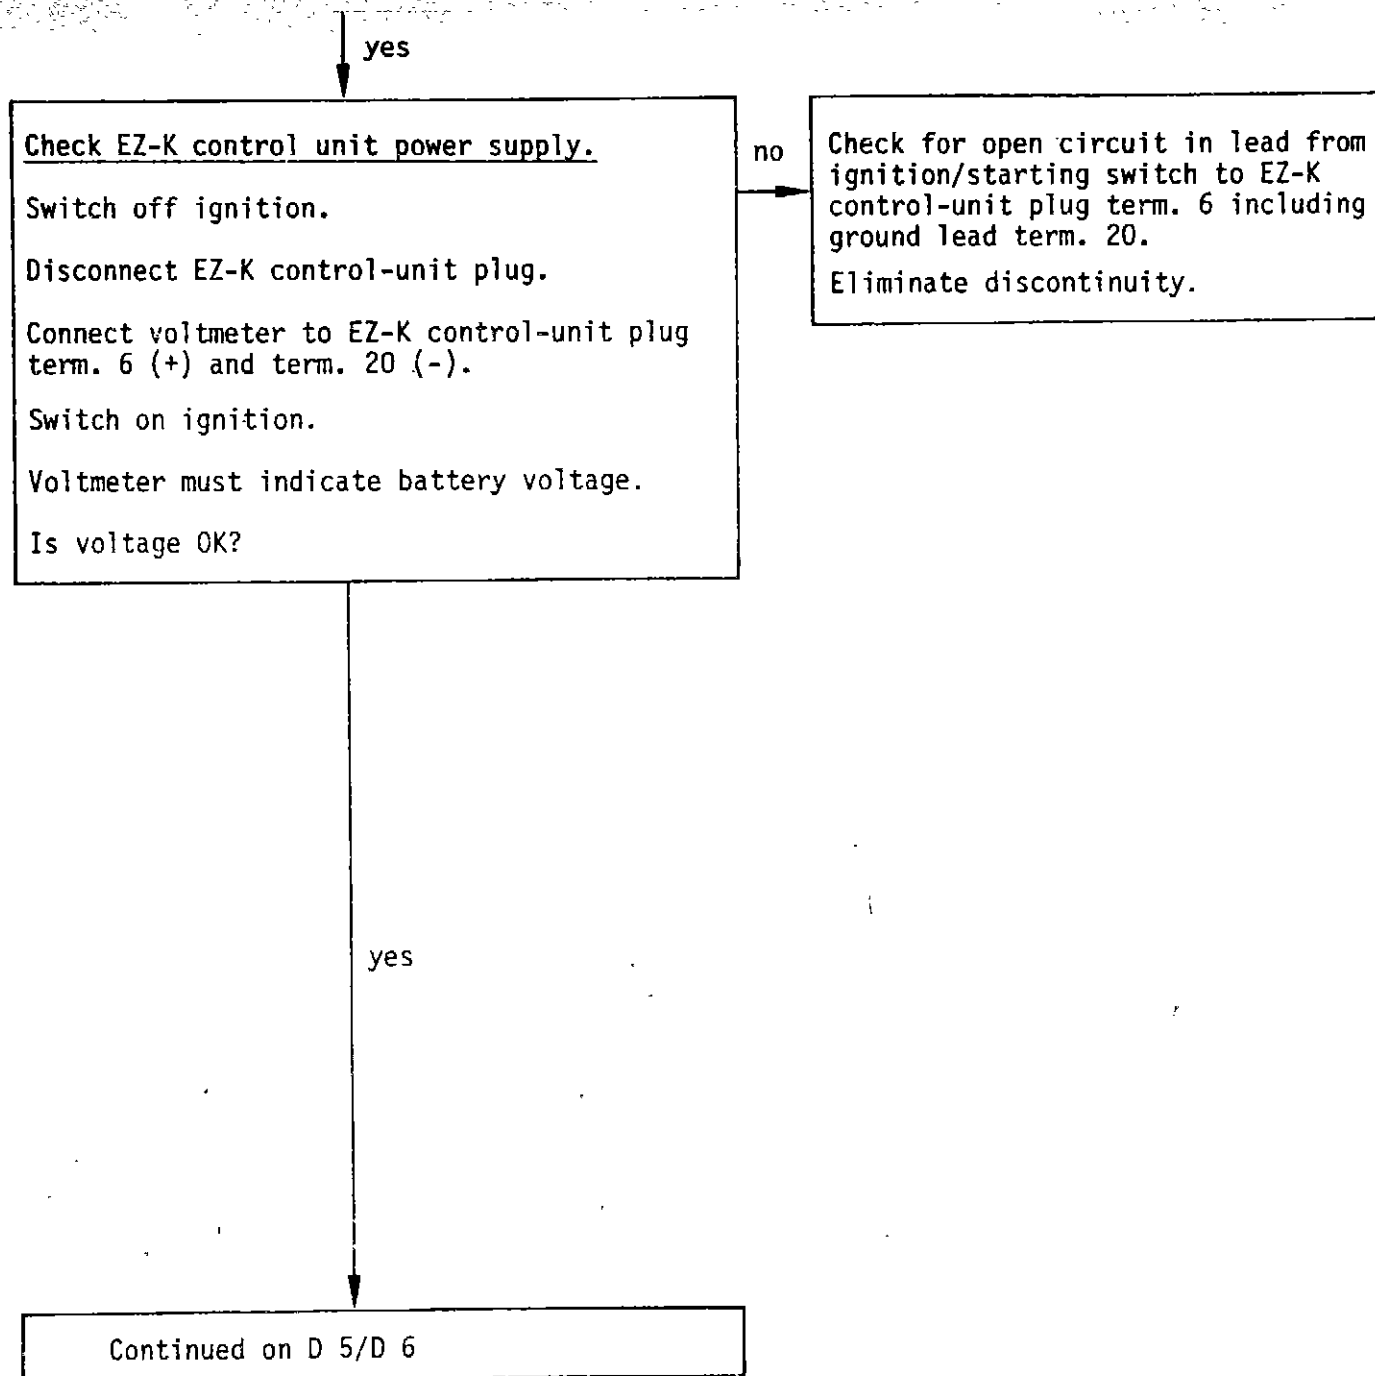 yes
Check EZ-K control unit power supply.
Switch off ignition.
Disconnect EZ-K control-unit plug.
Connect voltmeter to EZ-K control-unit plug
term. 6 (+) and term. 20 (-).
Switch on ignition.
Voltmeter must indicate battery voltage.
Is voltage OK?
no
Check for open circuit in lead from
ignition/starting switch to EZ-K
control-unit plug term. 6 including
ground lead term. 20.
Eliminate discontinuity.
yes
Continued on D 5/D 6